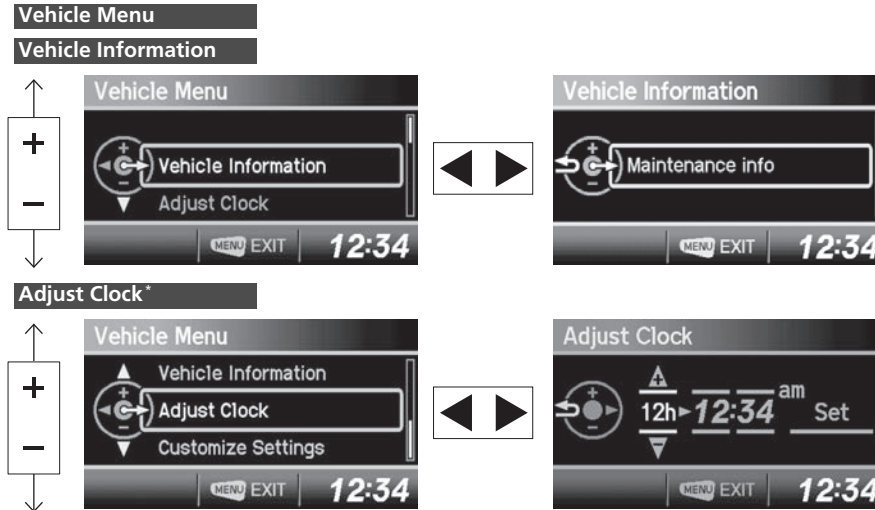 Vehicle Menu
Vehicle Information
Vehicle Menu
+
Vehicle Information
–
Adjust Clock
MENU EXIT 12:34
Vehicle Information
Maintenance info
MENU EXIT 12:34
Adjust Clock*
Vehicle Menu
Vehicle Information
+
Adjust Clock
–
Customize Settings
MENU EXIT 12:34
Adjust Clock
12h 12:34 am Set
MENU EXIT 12:34